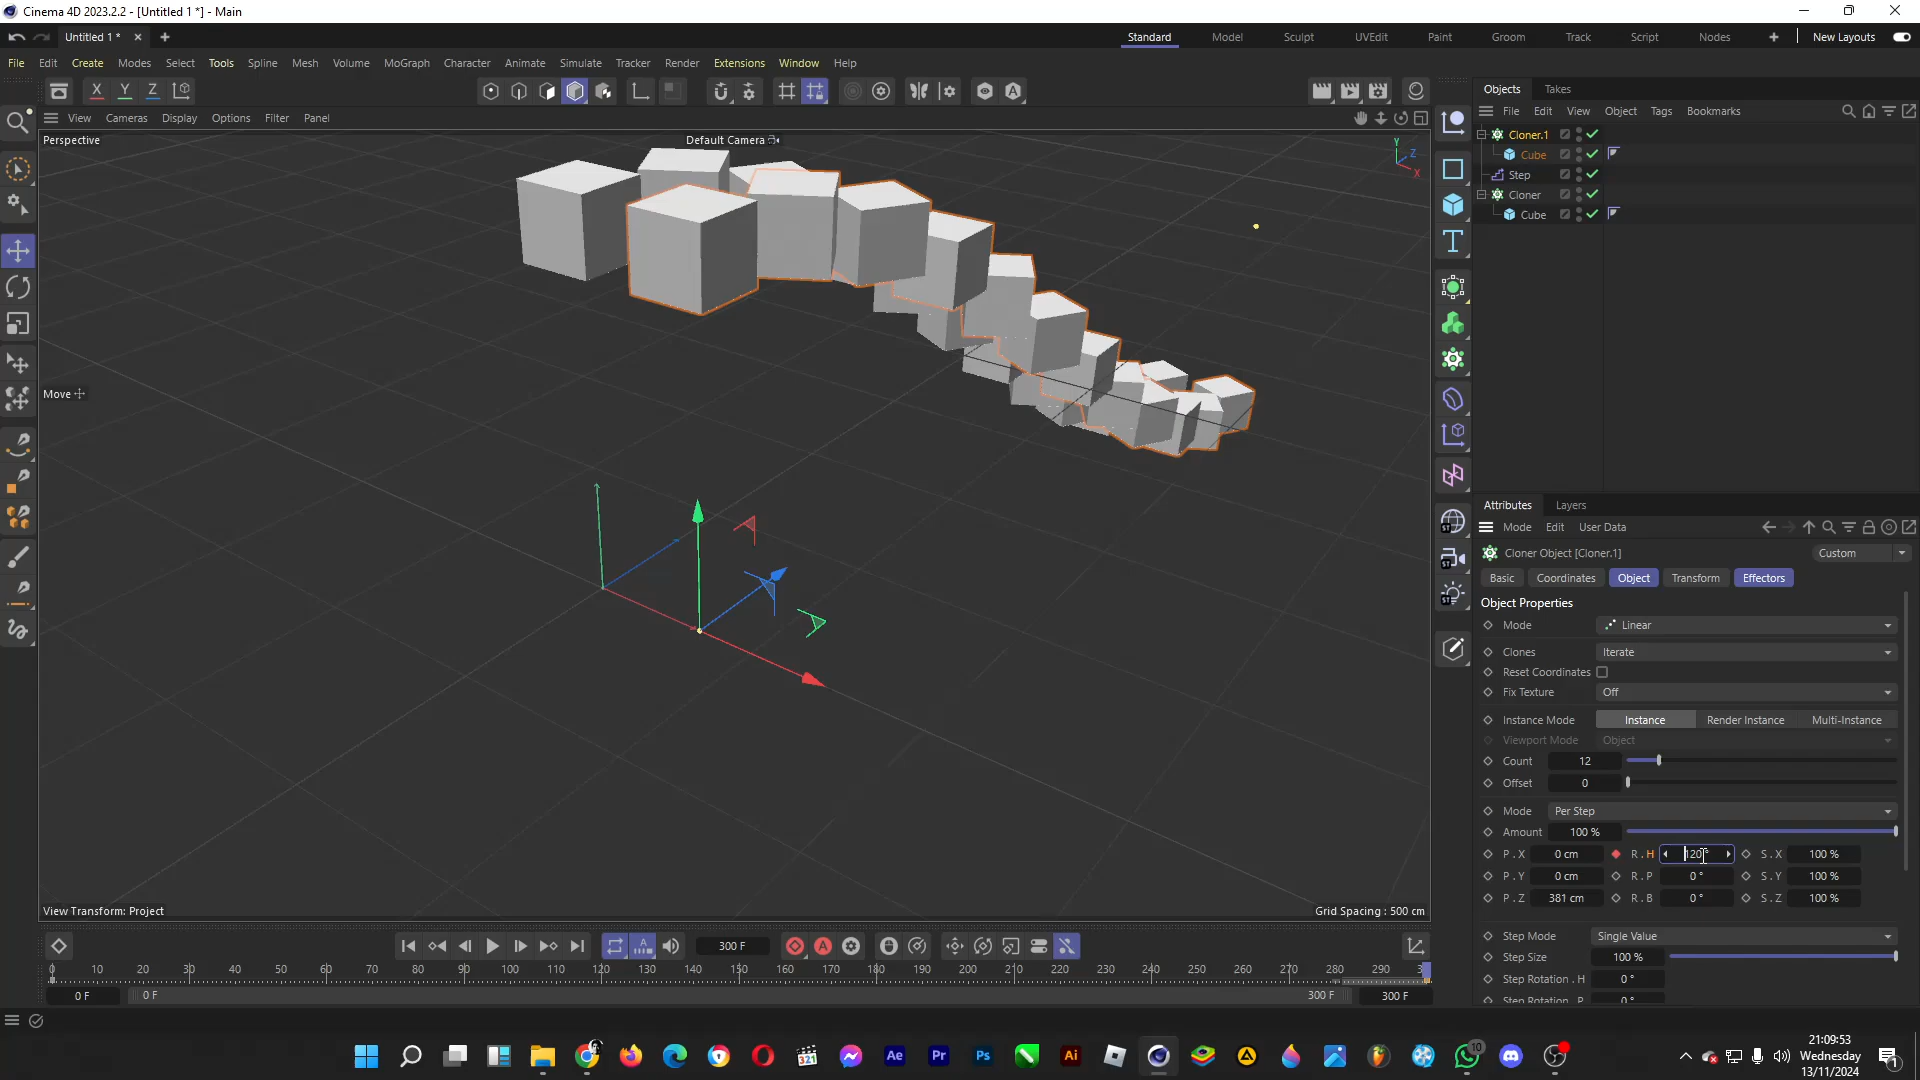 Cinema 4D 2023.2.2 - [Untitled 1 *] - Main
Untitled 1 *
Standard Model Sculpt UVEdit Paint Groom Track Script Nodes New Layouts
File Edit Create Modes Select Tools Spline Mesh Volume MoGraph Character Animate Simulate Tracker Render Extensions Window Help
X Y Z
Objects Takes
File Edit View Object Tags Bookmarks
View Cameras Display Options Filter Panel
Perspective
Default Camera
Y
Z
X
Cloner.1
Cube
Step
Cloner
Cube
Move
Attributes Layers
Mode Edit User Data
Cloner Object [Cloner.1]
Custom
Basic Coordinates Object Transform Effectors
Object Properties
Mode Linear
Clones Iterate
Reset Coordinates
Fix Texture Off
Instance Mode Instance Render Instance Multi-Instance
Viewport Mode Object
Count 12
Offset 0
Mode Per Step
Amount 100 %
P . X 0 cm R . H 120° S . X 100 %
P . Y 0 cm R . P 0 ° S . Y 100 %
P . Z 381 cm R . B 0 ° S . Z 100 %
Step Mode Single Value
Step Size 100 %
Step Rotation . H 0 °
Step Rotation . P 0 °
View Transform: Project
Grid Spacing : 500 cm
300 F
0 10 20 30 40 50 60 70 80 90 100 110 120 130 140 150 160 170 180 190 200 210 220 230 240 250 260 270 280 290
0 F 0 F 300 F 300 F
21:09:53
Wednesday
13/11/2024